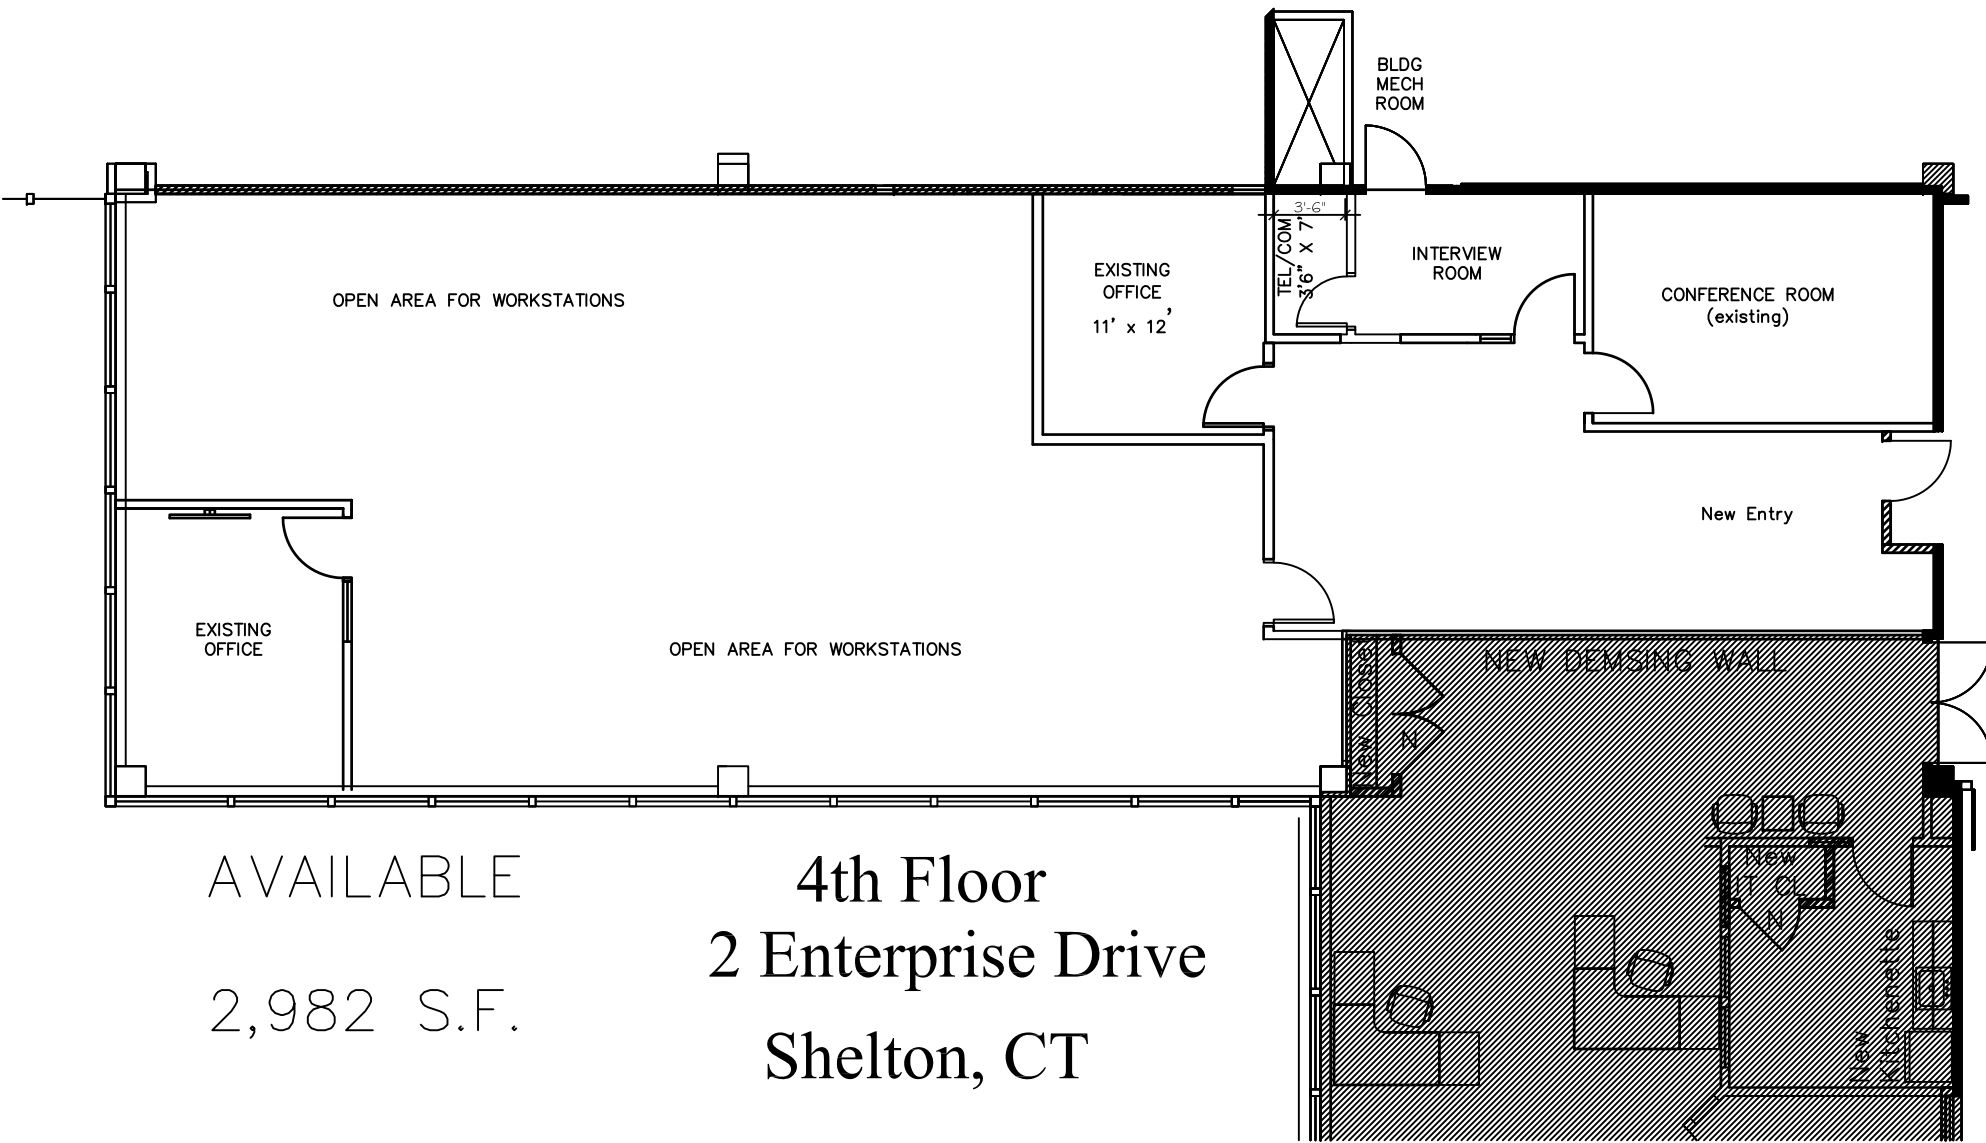 BLDG
MECH
ROOM
3'-6"
TEL/COM
3'6" X 7'
INTERVIEW
ROOM
EXISTING
OFFICE
11' x 12'
OPEN AREA FOR WORKSTATIONS
CONFERENCE ROOM
(existing)
New Entry
EXISTING
OFFICE
OPEN AREA FOR WORKSTATIONS
NEW DEMSING WALL
New Closet
N
AVAILABLE
2,982 S.F.
4th Floor
2 Enterprise Drive
Shelton, CT
New
IT CL
N
New
Kitchenette